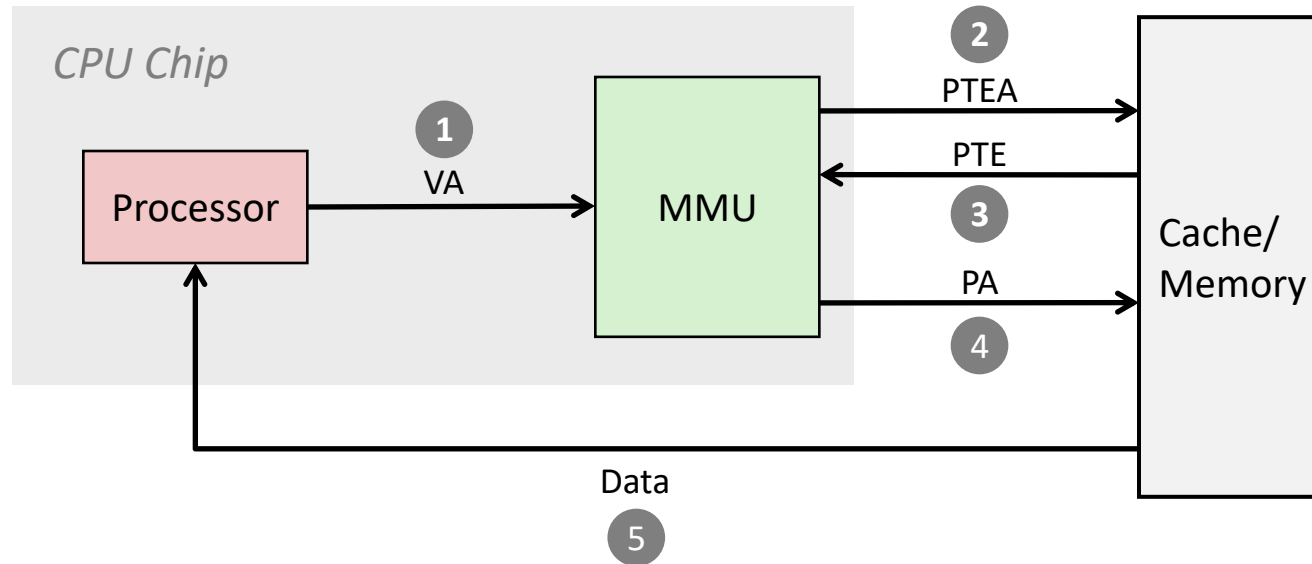 CPU Chip
2
PTEA
1
VA
PTE
Processor
MMU
3
Cache/
Memory
PA
4
Data
5